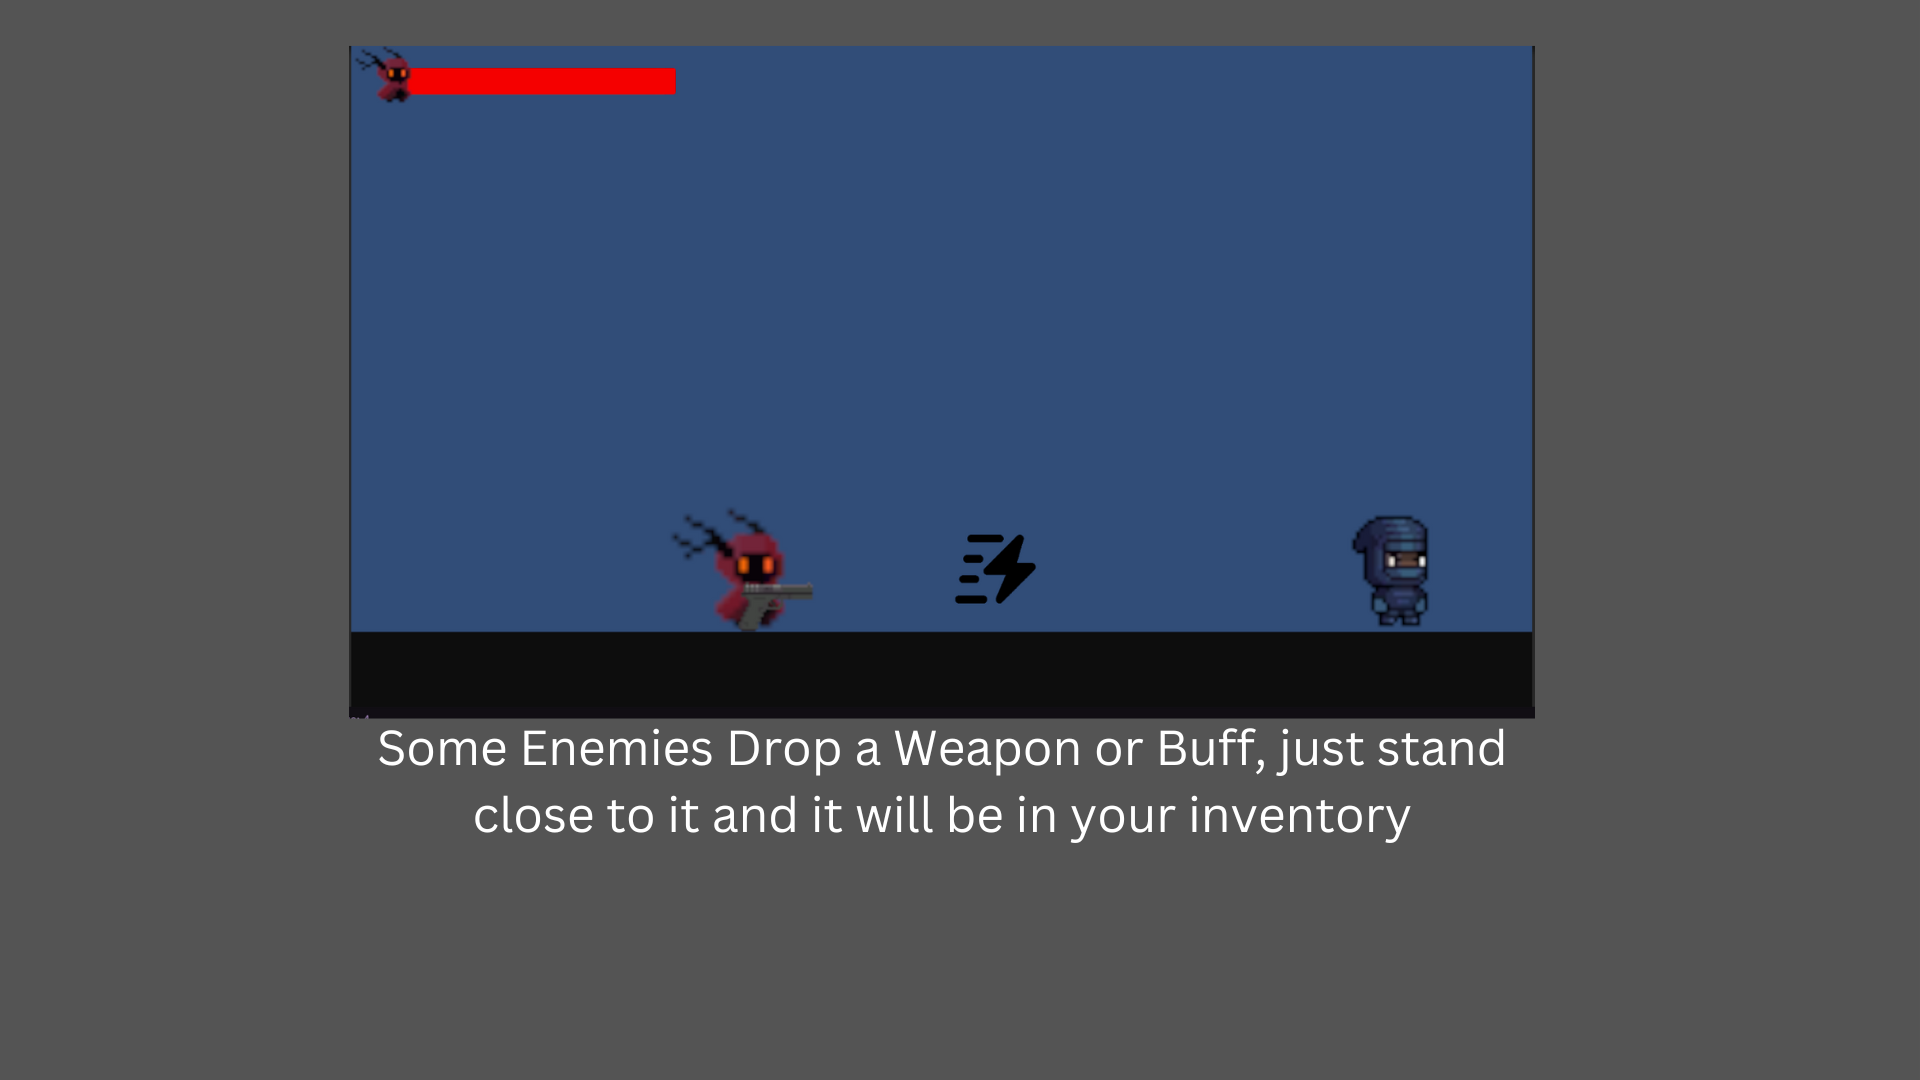 Some Enemies Drop a Weapon or Buff, just stand
close to it and it will be in your inventory